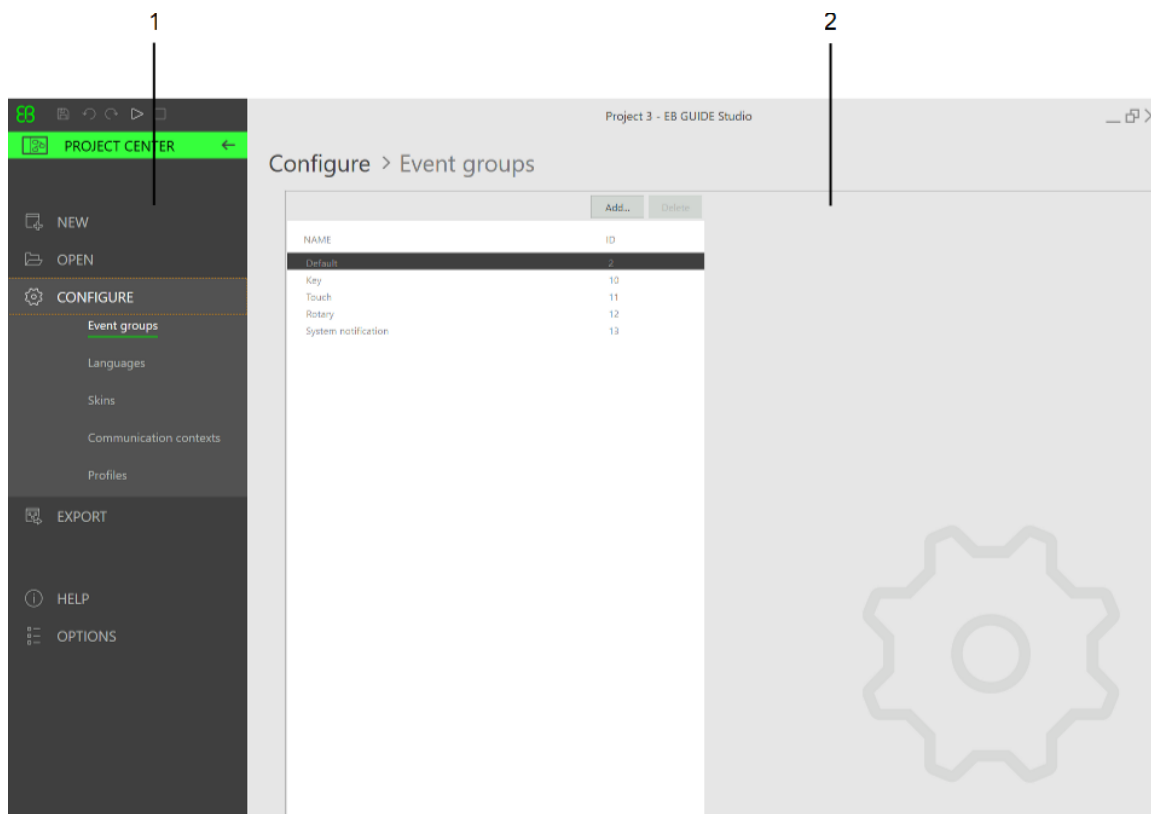 1 2
EB
Project 3 - EB GUIDE Studio
PROJECT CENTER
Configure > Event groups
NEW
OPEN
CONFIGURE
Event groups
Languages
Skins
Communication contexts
Profiles
EXPORT
HELP
OPTIONS
Add... Delete
NAME ID
Default 2
Key 10
Touch 11
Rotary 12
System notification 13